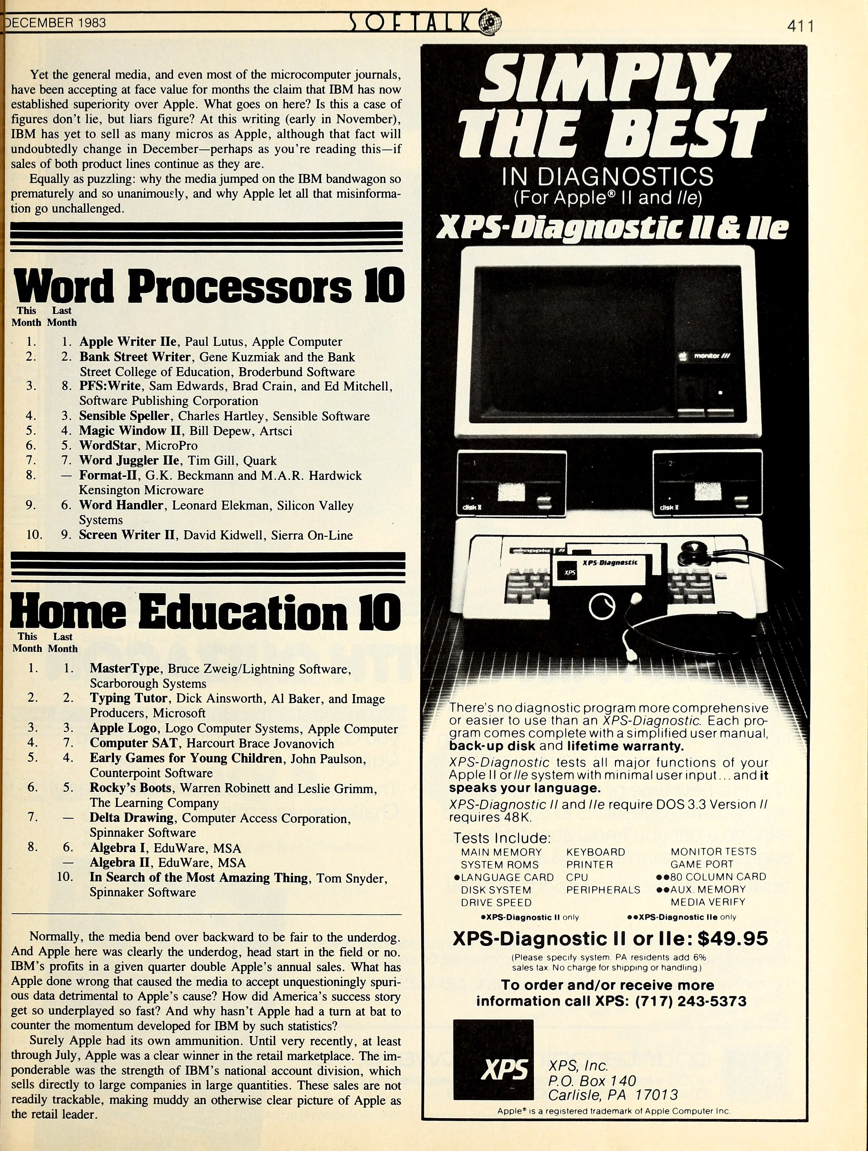 DECEMBER 1983
SOFTALK
411
Yet the general media, and even most of the microcomputer journals,
have been accepting at face value for months the claim that IBM has now
established superiority over Apple. What goes on here? Is this a case of
figures don't lie, but liars figure? At this writing (early in November),
IBM has yet to sell as many micros as Apple, although that fact will
undoubtedly change in December—perhaps as you're reading this—if
sales of both product lines continue as they are.
Equally as puzzling: why the media jumped on the IBM bandwagon so
prematurely and so unanimously, and why Apple let all that misinforma-
tion go unchallenged.
Word Processors 10
This Last
Month Month
1. 1. Apple Writer IIe, Paul Lutus, Apple Computer
2. 2. Bank Street Writer, Gene Kuzmiak and the Bank
Street College of Education, Broderbund Software
3. 8. PFS:Write, Sam Edwards, Brad Crain, and Ed Mitchell,
Software Publishing Corporation
4. 3. Sensible Speller, Charles Hartley, Sensible Software
5. 4. Magic Window II, Bill Depew, Artsci
6. 5. WordStar, MicroPro
7. 7. Word Juggler IIe, Tim Gill, Quark
8. — Format-II, G.K. Beckmann and M.A.R. Hardwick
Kensington Microware
9. 6. Word Handler, Leonard Elekman, Silicon Valley
Systems
10. 9. Screen Writer II, David Kidwell, Sierra On-Line
Home Education 10
This Last
Month Month
1. 1. MasterType, Bruce Zweig/Lightning Software,
Scarborough Systems
2. 2. Typing Tutor, Dick Ainsworth, Al Baker, and Image
Producers, Microsoft
3. 3. Apple Logo, Logo Computer Systems, Apple Computer
4. 7. Computer SAT, Harcourt Brace Jovanovich
5. 4. Early Games for Young Children, John Paulson,
Counterpoint Software
6. 5. Rocky's Boots, Warren Robinett and Leslie Grimm,
The Learning Company
7. — Delta Drawing, Computer Access Corporation,
Spinnaker Software
8. 6. Algebra I, EduWare, MSA
— Algebra II, EduWare, MSA
10. In Search of the Most Amazing Thing, Tom Snyder,
Spinnaker Software
Normally, the media bend over backward to be fair to the underdog.
And Apple here was clearly the underdog, head start in the field or no.
IBM's profits in a given quarter double Apple's annual sales. What has
Apple done wrong that caused the media to accept unquestioningly spuri-
ous data detrimental to Apple's cause? How did America's success story
get so underplayed so fast? And why hasn't Apple had a turn at bat to
counter the momentum developed for IBM by such statistics?
Surely Apple had its own ammunition. Until very recently, at least
through July, Apple was a clear winner in the retail marketplace. The im-
ponderable was the strength of IBM's national account division, which
sells directly to large companies in large quantities. These sales are not
readily trackable, making muddy an otherwise clear picture of Apple as
the retail leader.
SIMPLY
THE BEST
IN DIAGNOSTICS
(For Apple® II and IIe)
XPS-Diagnostic II & IIe
monitor ///
disk II
disk II
XPS
XPS-Diagnostic
There's no diagnostic program more comprehensive
or easier to use than an XPS-Diagnostic. Each pro-
gram comes complete with a simplified user manual,
back-up disk and lifetime warranty.
XPS-Diagnostic tests all major functions of your
Apple II or IIe system with minimal user input...and it
speaks your language.
XPS-Diagnostic II and IIe require DOS 3.3 Version II
requires 48K.
Tests Include:
MAIN MEMORY KEYBOARD MONITOR TESTS
SYSTEM ROMS PRINTER GAME PORT
●LANGUAGE CARD CPU ●●80 COLUMN CARD
DISK SYSTEM PERIPHERALS ●●AUX. MEMORY
DRIVE SPEED MEDIA VERIFY
●XPS-Diagnostic II only ●●XPS-Diagnostic IIe only
XPS-Diagnostic II or IIe: $49.95
(Please specify system. PA residents add 6%
sales tax. No charge for shipping or handling.)
To order and/or receive more
information call XPS: (717) 243-5373
XPS
XPS, Inc.
P.O. Box 140
Carlisle, PA 17013
Apple® is a registered trademark of Apple Computer Inc.